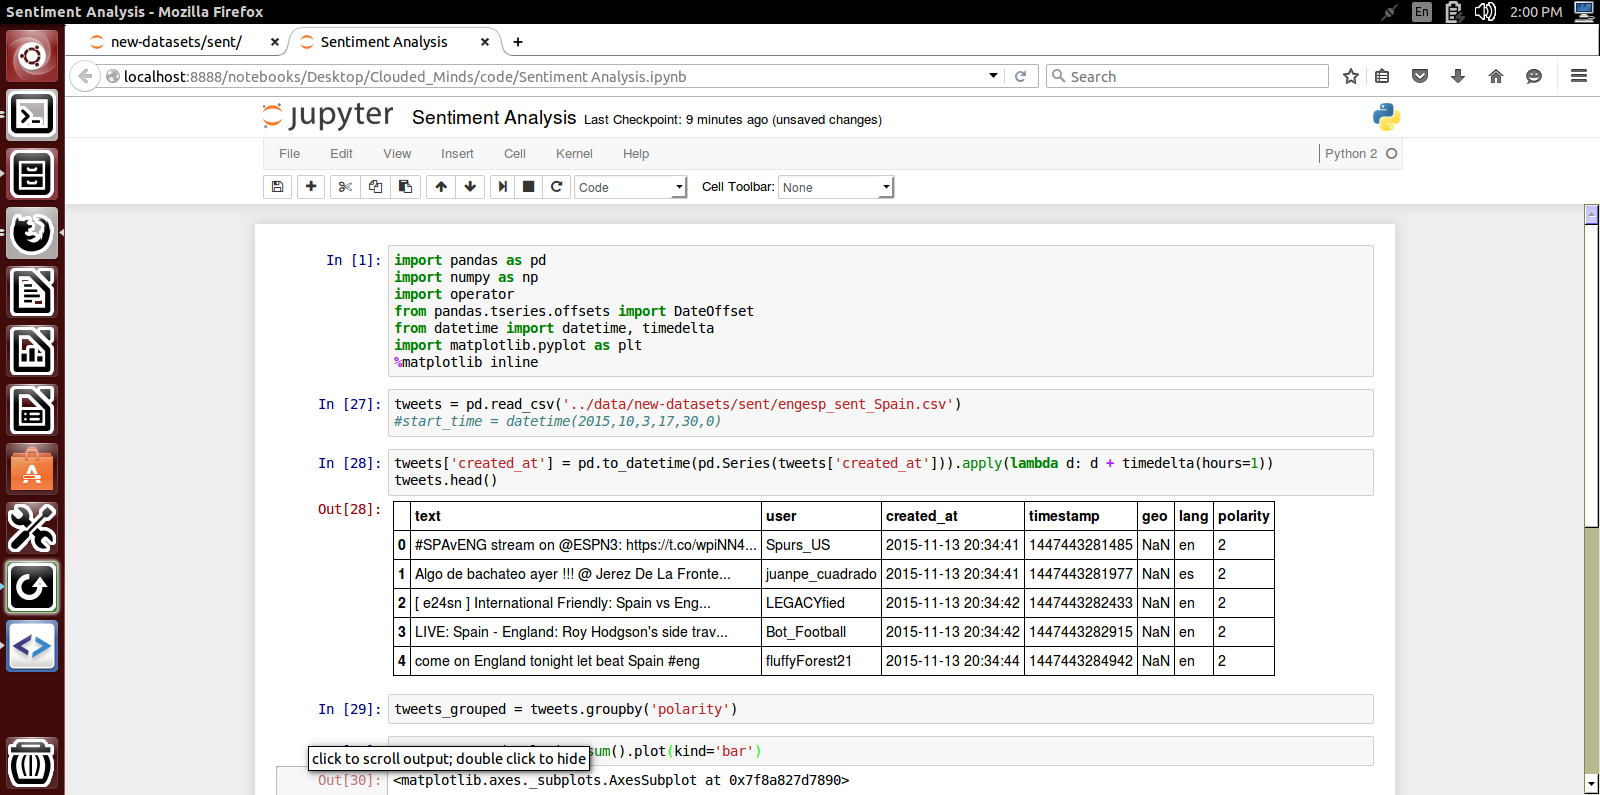 Sentiment Analysis - Mozilla Firefox
En
2:00 PM
new-datasets/sent/
Sentiment Analysis
localhost:8888/notebooks/Desktop/Clouded_Minds/code/Sentiment Analysis.ipynb
Search
jupyter Sentiment Analysis Last Checkpoint: 9 minutes ago (unsaved changes)
File Edit View Insert Cell Kernel Help
Python 2
Code Cell Toolbar: None
In [1]:
import pandas as pd
import numpy as np
import operator
from pandas.tseries.offsets import DateOffset
from datetime import datetime, timedelta
import matplotlib.pyplot as plt
%matplotlib inline
In [27]:
tweets = pd.read_csv('../data/new-datasets/sent/engesp_sent_Spain.csv')
#start_time = datetime(2015,10,3,17,30,0)
In [28]:
tweets['created_at'] = pd.to_datetime(pd.Series(tweets['created_at'])).apply(lambda d: d + timedelta(hours=1))
tweets.head()
Out[28]:
text user created_at timestamp geo lang polarity
0 #SPAvENG stream on @ESPN3: https://t.co/wpiNN4... Spurs_US 2015-11-13 20:34:41 1447443281485 NaN en 2
1 Algo de bachateo ayer !!! @ Jerez De La Fronte... juanpe_cuadrado 2015-11-13 20:34:41 1447443281977 NaN es 2
2 [ e24sn ] International Friendly: Spain vs Eng... LEGACYfied 2015-11-13 20:34:42 1447443282433 NaN en 2
3 LIVE: Spain - England: Roy Hodgson's side trav... Bot_Football 2015-11-13 20:34:42 1447443282915 NaN en 2
4 come on England tonight let beat Spain #eng fluffyForest21 2015-11-13 20:34:44 1447443284942 NaN en 2
In [29]:
tweets_grouped = tweets.groupby('polarity')
sum().plot(kind='bar')
click to scroll output; double click to hide
Out[30]:
<matplotlib.axes._subplots.AxesSubplot at 0x7f8a827d7890>